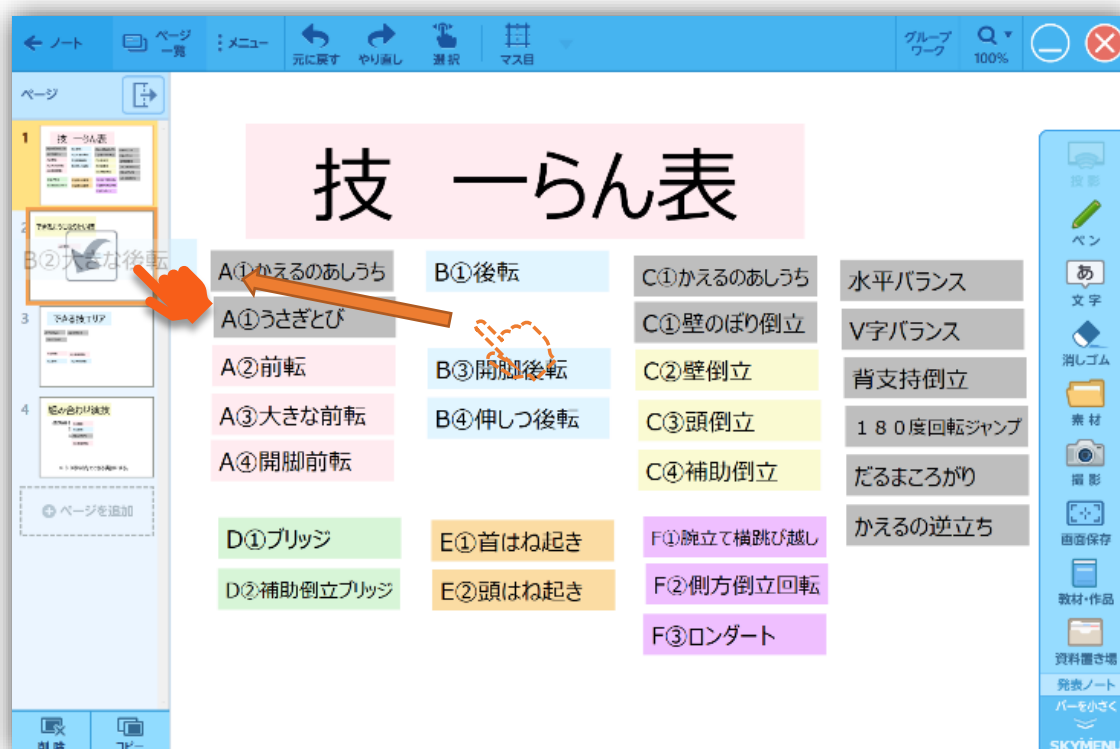 ノート
ページ
一覧
メニュー
元に戻す
やり直し
選択
マス目
グループ
ワーク
100%
ページ
1
技 一らん表
2
B②大きな後転
3
できる技エリア
4
組み合わせ演技
ページを追加
削除
コピー
技 一らん表
A①かえるのあしうち
A①うさぎとび
A②前転
A③大きな前転
A④開脚前転
B①後転
B③開脚後転
B④伸しつ後転
C①かえるのあしうち
C①壁のぼり倒立
C②壁倒立
C③頭倒立
C④補助倒立
水平バランス
V字バランス
背支持倒立
１８０度回転ジャンプ
だるまころがり
かえるの逆立ち
D①ブリッジ
D②補助倒立ブリッジ
E①首はね起き
E②頭はね起き
F①腕立て横跳び越し
F②側方倒立回転
F③ロンダート
投影
ペン
あ
文字
消しゴム
素材
撮影
画面保存
教材・作品
資料置き場
発表ノート
バーを小さく
SKYMENU